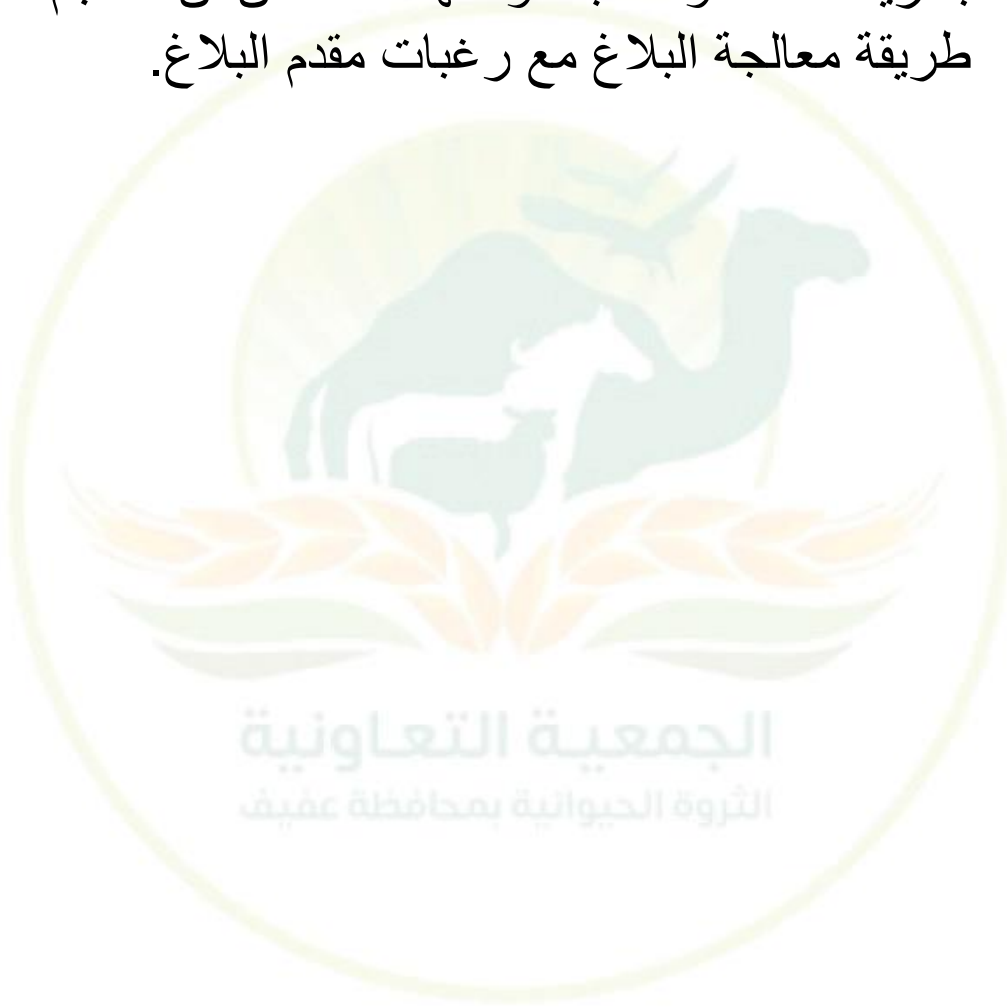 طريقة معالجة البلاغ مع رغبات مقدم البلاغ.
الجمعية التعاونية
الثروة الحيوانية بمحافظة عفيف